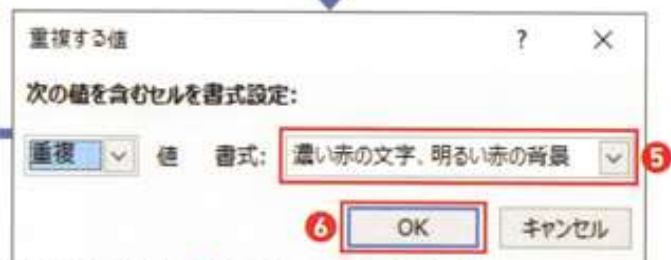 重複する値 ? ×
次の値を含むセルを書式設定:
重複 値 書式: 濃い赤の文字、明るい赤の背景 ❺
❻ OK キャンセル